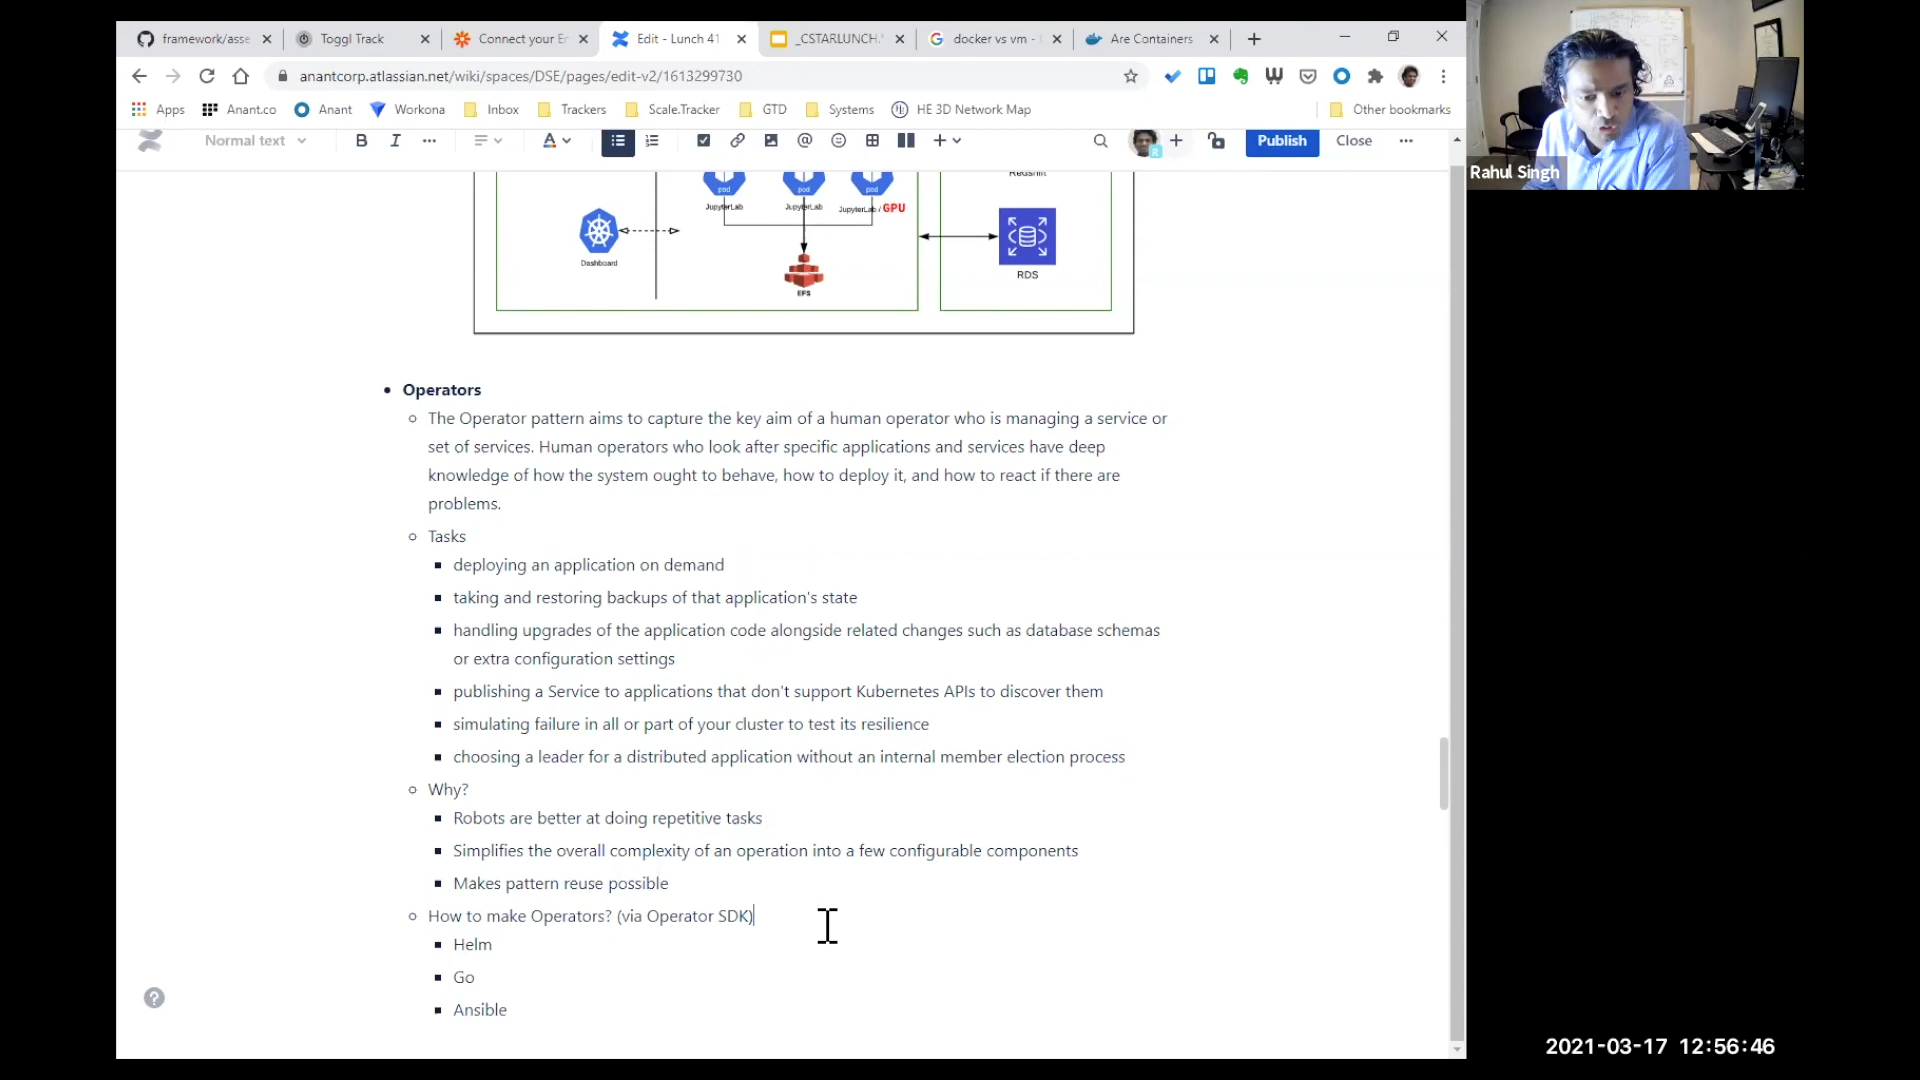 framework/asse
Toggl Track
Connect your E
Edit - Lunch 41
_CSTARLUNCH.
docker vs vm -
Are Containers
anantcorp.atlassian.net/wiki/spaces/DSE/pages/edit-v2/1613299730
Apps
Anant.co
Anant
Workona
Inbox
Trackers
Scale.Tracker
GTD
Systems
HE 3D Network Map
Other bookmarks
Normal text
Publish
Close
Rahul Singh
pod
pod
pod
Redshift
JupyterLab
JupyterLab
JupyterLab / GPU
Dashboard
EFS
RDS
Operators
The Operator pattern aims to capture the key aim of a human operator who is managing a service or
set of services. Human operators who look after specific applications and services have deep
knowledge of how the system ought to behave, how to deploy it, and how to react if there are
problems.
Tasks
deploying an application on demand
taking and restoring backups of that application's state
handling upgrades of the application code alongside related changes such as database schemas
or extra configuration settings
publishing a Service to applications that don't support Kubernetes APIs to discover them
simulating failure in all or part of your cluster to test its resilience
choosing a leader for a distributed application without an internal member election process
Why?
Robots are better at doing repetitive tasks
Simplifies the overall complexity of an operation into a few configurable components
Makes pattern reuse possible
How to make Operators? (via Operator SDK)
Helm
Go
Ansible
2021-03-17 12:56:46